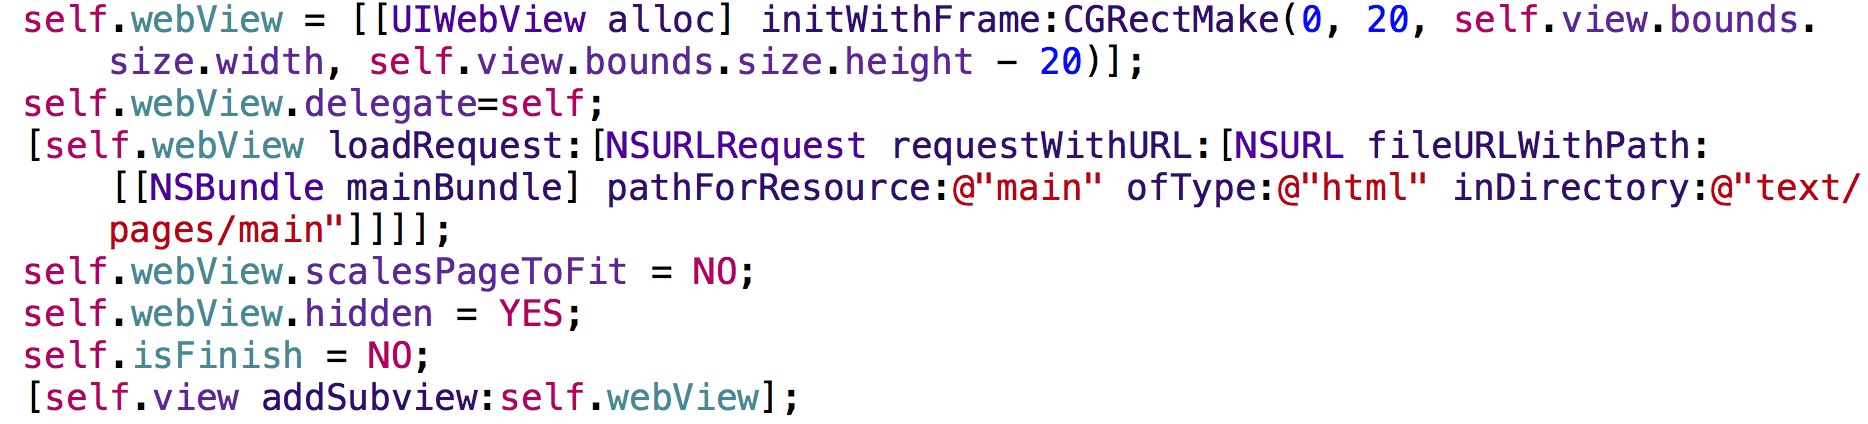 self.webView = [[UIWebView alloc] initWithFrame:CGRectMake(0, 20, self.view.bounds.
size.width, self.view.bounds.size.height - 20)];
self.webView.delegate=self;
[self.webView loadRequest:[NSURLRequest requestWithURL:[NSURL fileURLWithPath:
[[NSBundle mainBundle] pathForResource:@"main" ofType:@"html" inDirectory:@"text/
pages/main"]]]];
self.webView.scalesPageToFit = NO;
self.webView.hidden = YES;
self.isFinish = NO;
[self.view addSubview:self.webView];